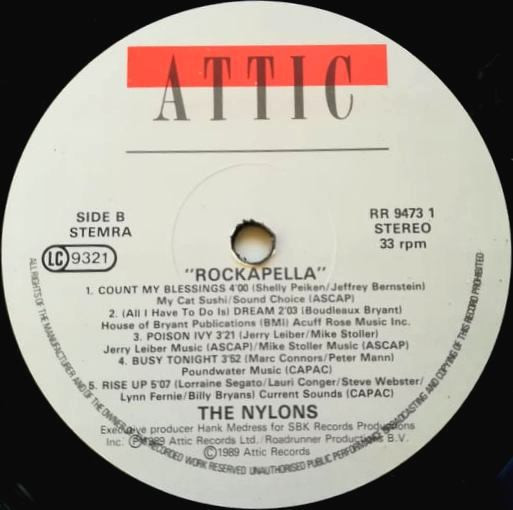 ATTIC
SIDE B
STEMRA
LC 9321
RR 9473 1
STEREO
33 rpm
"ROCKAPELLA"
1. COUNT MY BLESSINGS 4'00 (Shelly Peiken/Jeffrey Bernstein)
My Cat Sushi/Sound Choice (ASCAP)
2. (All I Have To Do Is) DREAM 2'03 (Boudleaux Bryant)
House of Bryant Publications (BMI) Acuff Rose Music Inc.
3. POISON IVY 3'21 (Jerry Leiber/Mike Stoller)
Jerry Leiber Music (ASCAP)/Mike Stoller Music (ASCAP)
4. BUSY TONIGHT 3'52 (Marc Connors/Peter Mann)
Poundwater Music (CAPAC)
5. RISE UP 5'07 (Lorraine Segato/Lauri Conger/Steve Webster/
Lynn Fernie/Billy Bryans) Current Sounds (CAPAC)
THE NYLONS
Executive producer Hank Medress for SBK Records Productions
Inc. ℗1989 Attic Records Ltd./Roadrunner Productions B.V.
©1989 Attic Records
ALL RIGHTS OF THE MANUFACTURER AND OF THE OWNER OF THE RECORDED WORK RESERVED UNAUTHORISED PUBLIC PERFORMANCE BROADCASTING AND COPYING OF THIS RECORD PROHIBITED